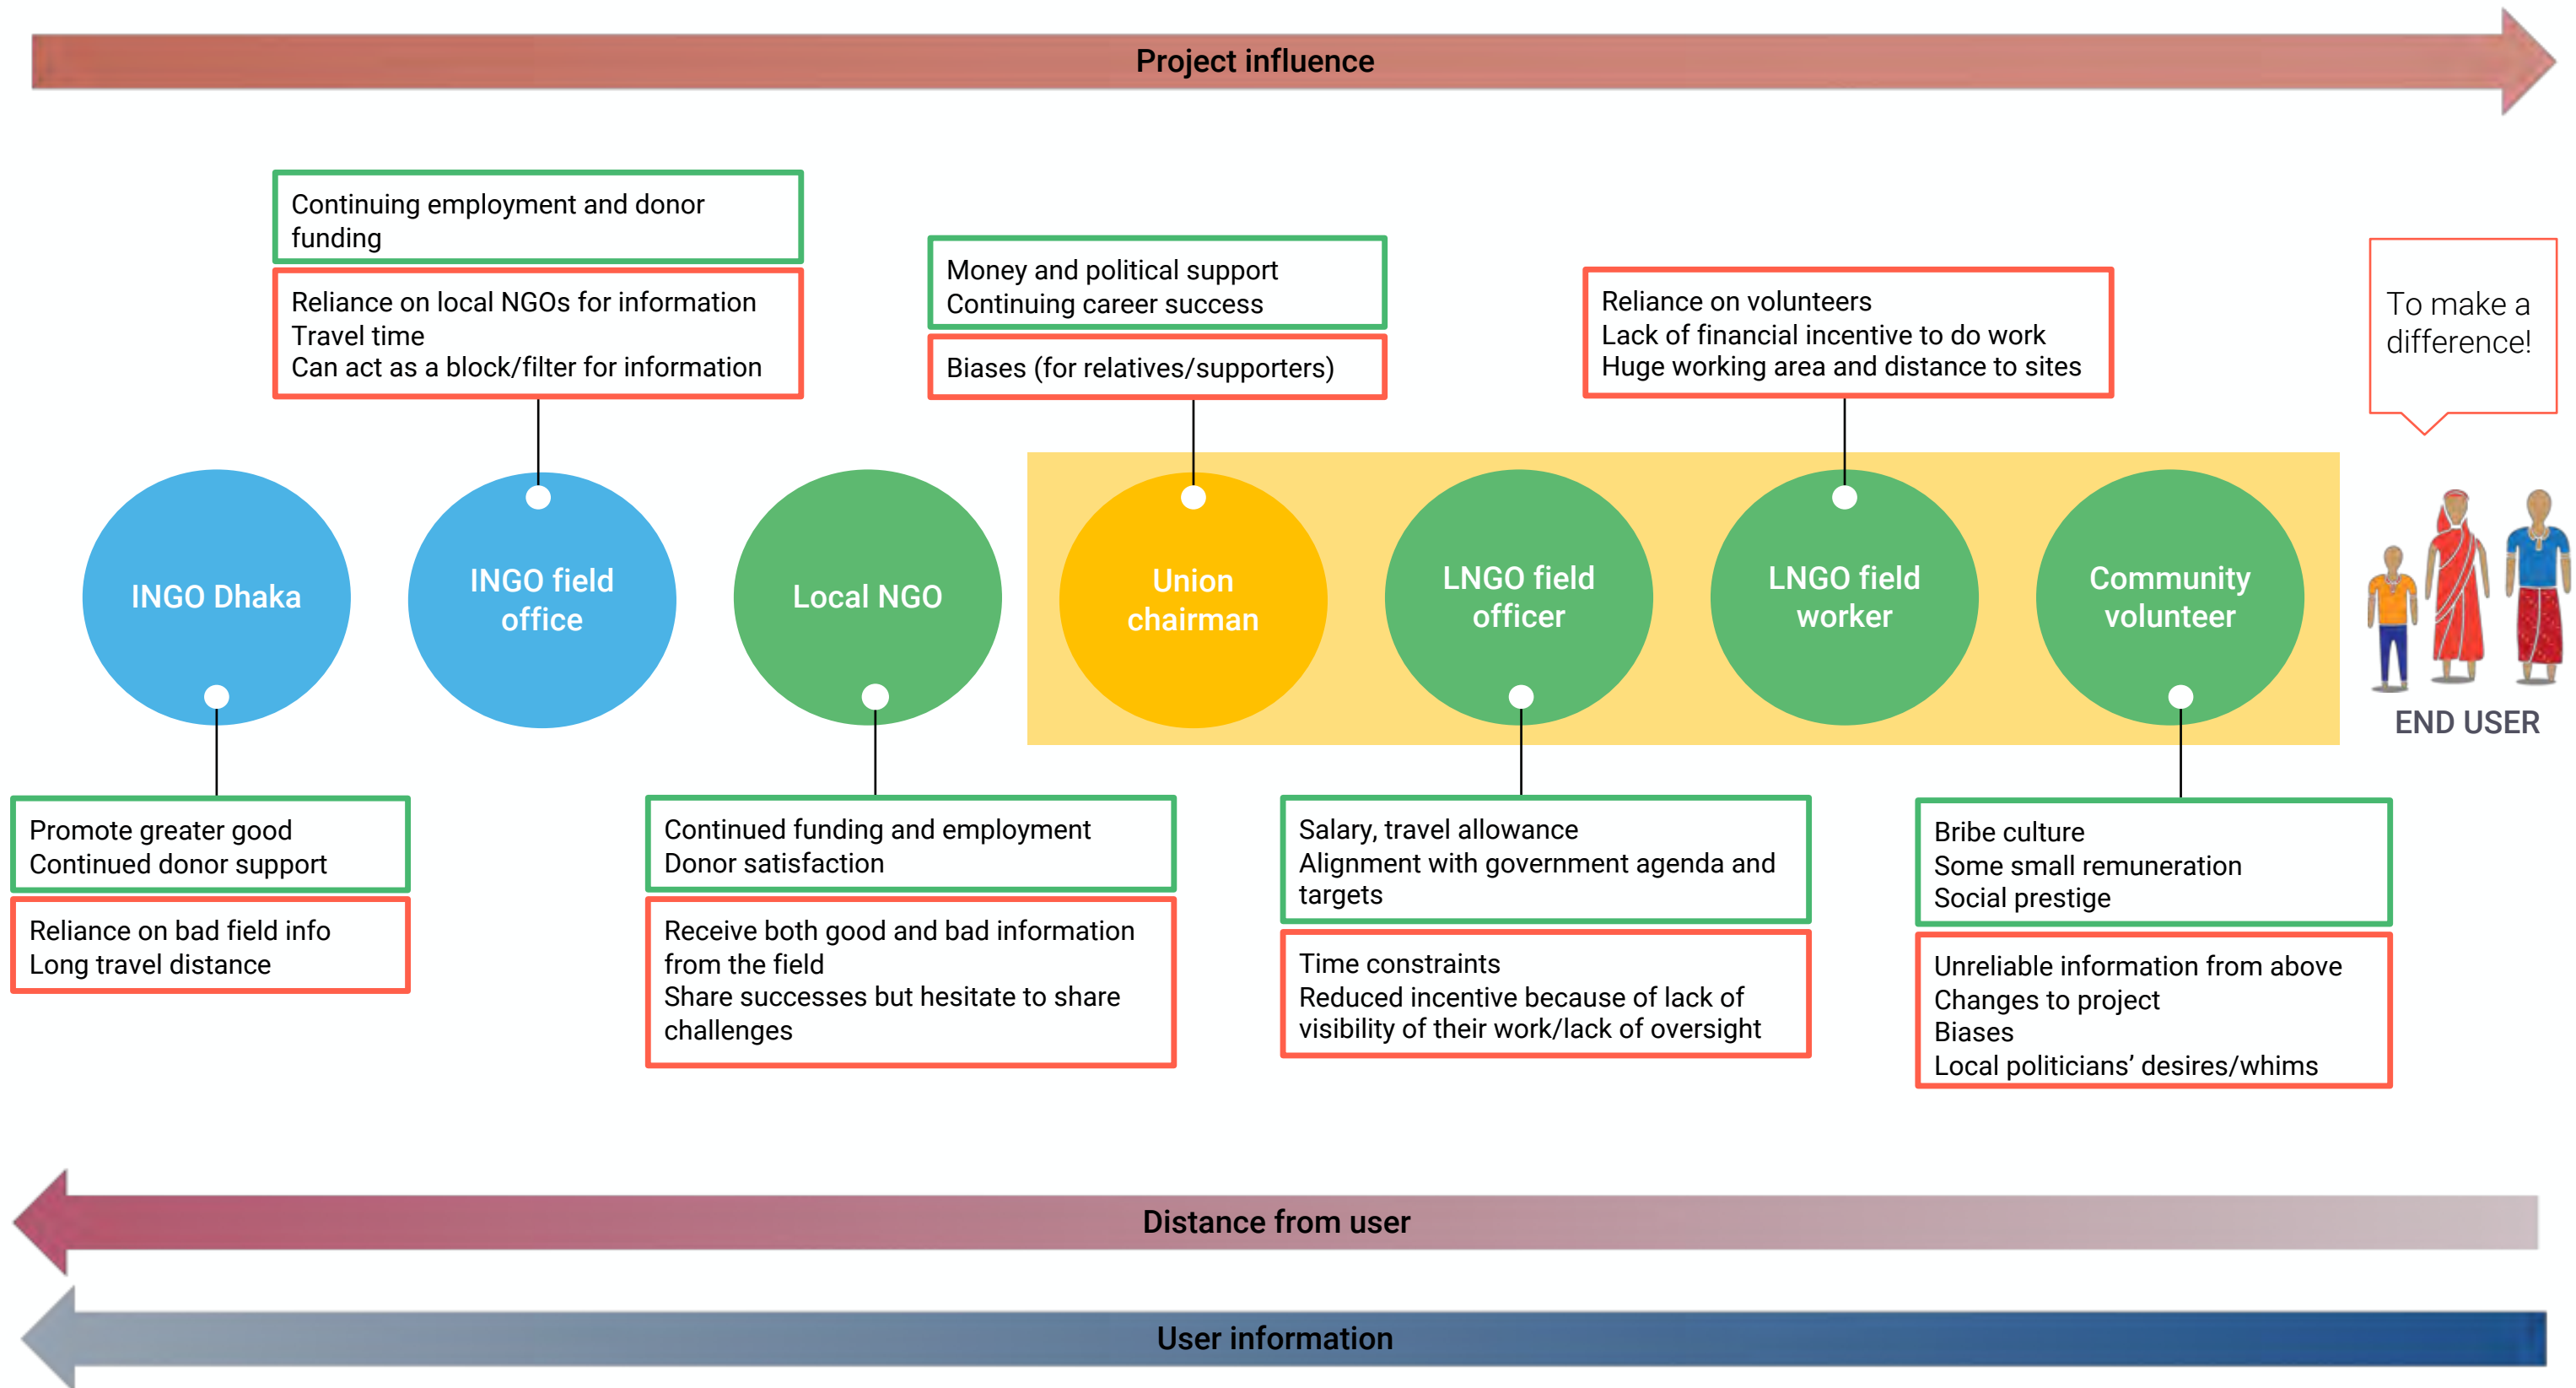 Project influence
Continuing employment and donor
funding
Reliance on local NGOs for information
Travel time
Can act as a block/filter for information
Money and political support
Continuing career success
Biases (for relatives/supporters)
Reliance on volunteers
Lack of financial incentive to do work
Huge working area and distance to sites
To make a
difference!
INGO Dhaka
INGO field
office
Local NGO
Union
chairman
LNGO field
officer
LNGO field
worker
Community
volunteer
END USER
Promote greater good
Continued donor support
Reliance on bad field info
Long travel distance
Continued funding and employment
Donor satisfaction
Receive both good and bad information
from the field
Share successes but hesitate to share
challenges
Salary, travel allowance
Alignment with government agenda and
targets
Time constraints
Reduced incentive because of lack of
visibility of their work/lack of oversight
Bribe culture
Some small remuneration
Social prestige
Unreliable information from above
Changes to project
Biases
Local politicians’ desires/whims
Distance from user
User information